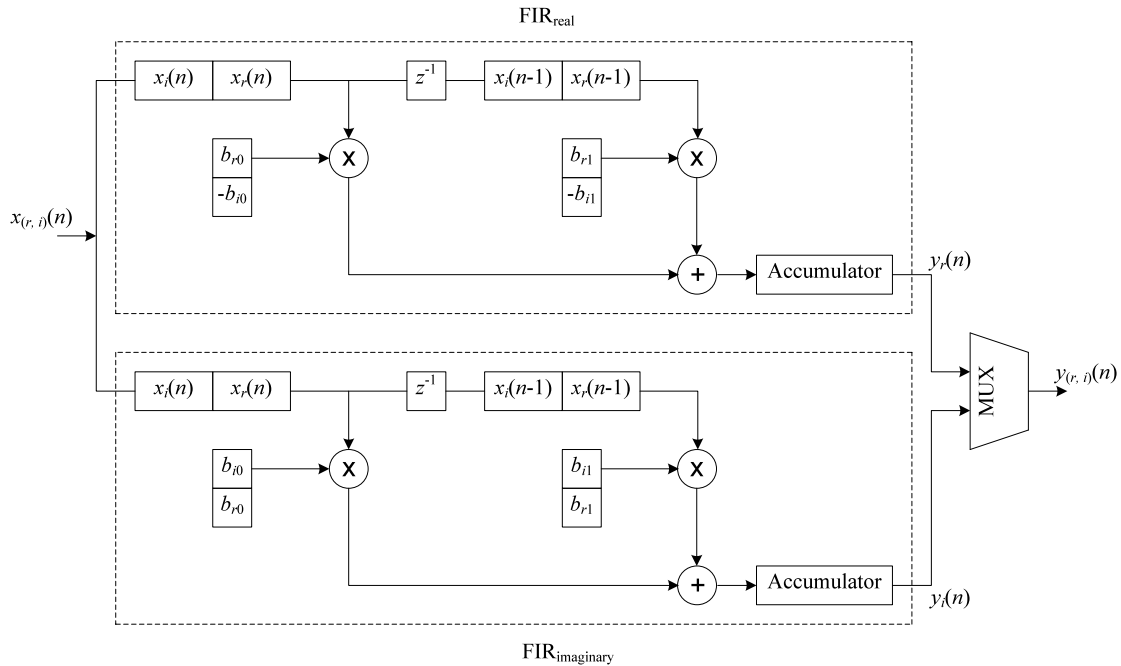 FIRreal
xi(n) xr(n) z-1 xi(n-1) xr(n-1)
br0 x br1 x
-bi0 -bi1
x(r, i)(n)
+ Accumulator yr(n)
xi(n) xr(n) z-1 xi(n-1) xr(n-1)
MUX y(r, i)(n)
bi0 x bi1 x
br0 br1
+ Accumulator yi(n)
FIRimaginary